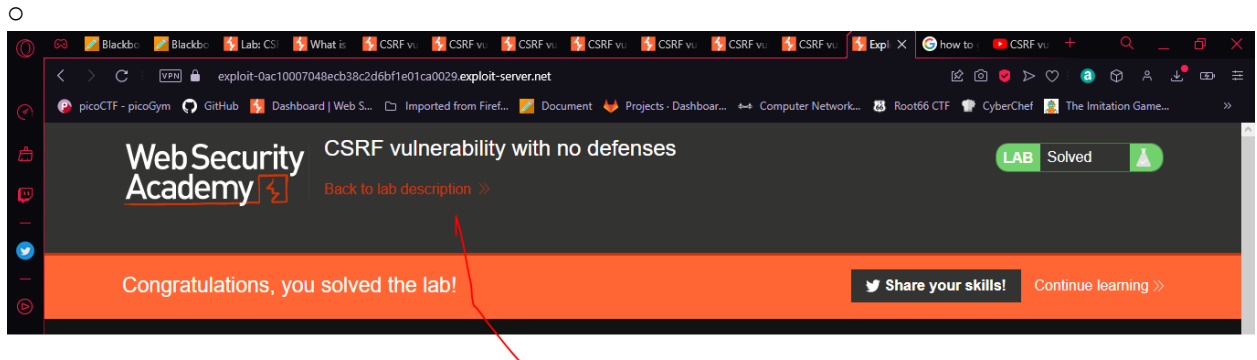 Blackbo Blackbo Lab: CSI What is CSRF vu CSRF vu CSRF vu CSRF vu CSRF vu CSRF vu CSRF vu Expl how to CSRF vu
VPN exploit-0ac10007048ecb38c2d6bf1e01ca0029.exploit-server.net
picoCTF - picoGym GitHub Dashboard | Web S... Imported from Firef... Document Projects · Dashboar... Computer Network... Root66 CTF CyberChef The Imitation Game...
Web Security
Academy
CSRF vulnerability with no defenses
Back to lab description
LAB Solved
Congratulations, you solved the lab!
Share your skills!
Continue learning